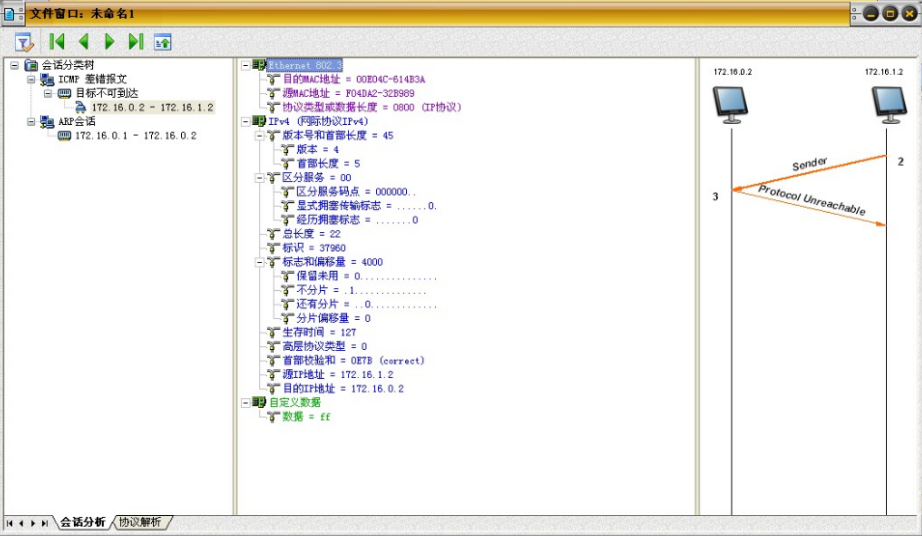 文件窗口: 未命名1
会话分类树
ICMP 差错报文
目标不可到达
172.16.0.2 - 172.16.1.2
ARP会话
172.16.0.1 - 172.16.0.2
Ethernet 802.3
目的MAC地址 = 00E04C-614B3A
源MAC地址 = F04DA2-32B989
协议类型或数据长度 = 0800 (IP协议)
IPv4 (网际协议IPv4)
版本号和首部长度 = 45
版本 = 4
首部长度 = 5
区分服务 = 00
区分服务码点 = 000000..
显式拥塞传输标志 = ......0.
经历拥塞标志 = .......0
总长度 = 22
标识 = 37960
标志和偏移量 = 4000
保留未用 = 0...............
不分片 = .1..............
还有分片 = ..0.............
分片偏移量 = 0
生存时间 = 127
高层协议类型 = 0
首部校验和 = 0E7B (correct)
源IP地址 = 172.16.1.2
目的IP地址 = 172.16.0.2
自定义数据
数据 = ff
172.16.0.2
172.16.1.2
Sender
2
3
Protocol Unreachable
会话分析
协议解析